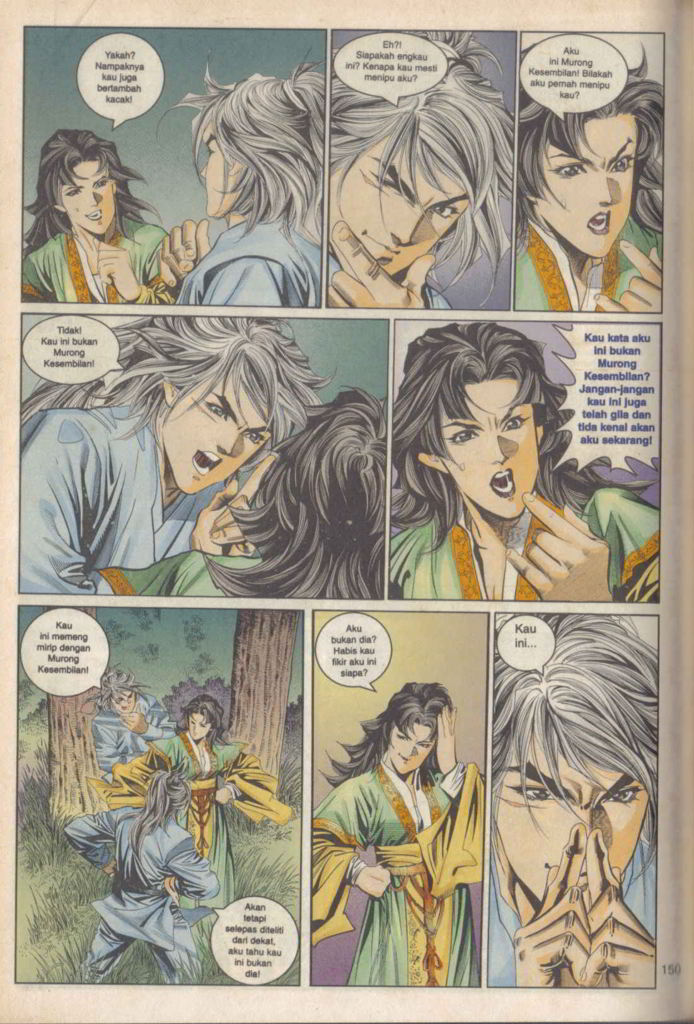 Yakah?
Nampaknya
kau juga
bertambah
kacak!
Eh?!
Siapakah engkau
ini? Kenapa kau mesti
menipu aku?
Aku
ini Murong
Kesembilan! Bilakah
aku pernah menipu
kau?
Tidak!
Kau ini bukan
Murong
Kesembilan!
Kau kata aku
ini bukan
Murong
Kesembilan?
Jangan-jangan
kau ini juga
telah gila dan
tida kenal akan
aku sekarang!
Kau
ini memeng
mirip dengan
Murong
Kesembilan!
Akan
tetapi
selepas diteliti
dari dekat,
aku tahu kau
ini bukan
dia!
Aku
bukan dia?
Habis kau
fikir aku ini
siapa?
Kau
ini...
150